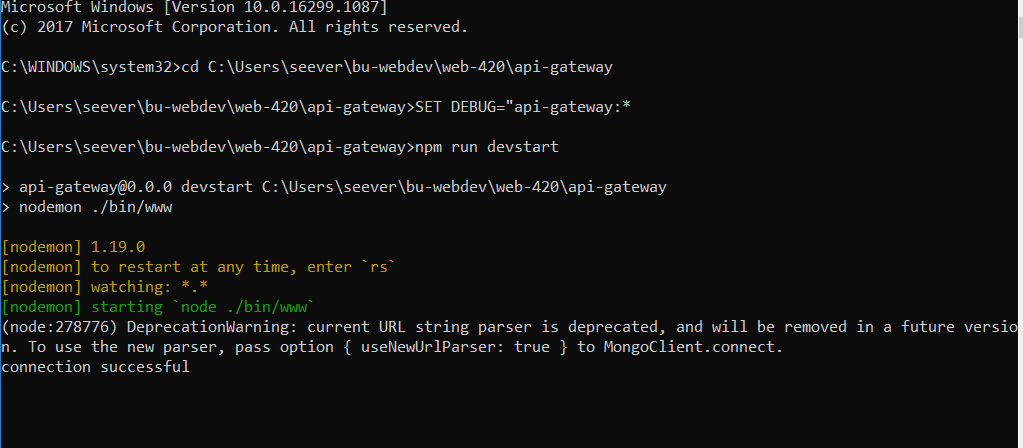 Microsoft Windows [Version 10.0.16299.1087]
(c) 2017 Microsoft Corporation. All rights reserved.
C:\WINDOWS\system32>cd C:\Users\seever\bu-webdev\web-420\api-gateway
C:\Users\seever\bu-webdev\web-420\api-gateway>SET DEBUG="api-gateway:*
C:\Users\seever\bu-webdev\web-420\api-gateway>npm run devstart
> api-gateway@0.0.0 devstart C:\Users\seever\bu-webdev\web-420\api-gateway
> nodemon ./bin/www
[nodemon] 1.19.0
[nodemon] to restart at any time, enter `rs`
[nodemon] watching: *.*
[nodemon] starting `node ./bin/www`
(node:278776) DeprecationWarning: current URL string parser is deprecated, and will be removed in a future versio
n. To use the new parser, pass option { useNewUrlParser: true } to MongoClient.connect.
connection successful